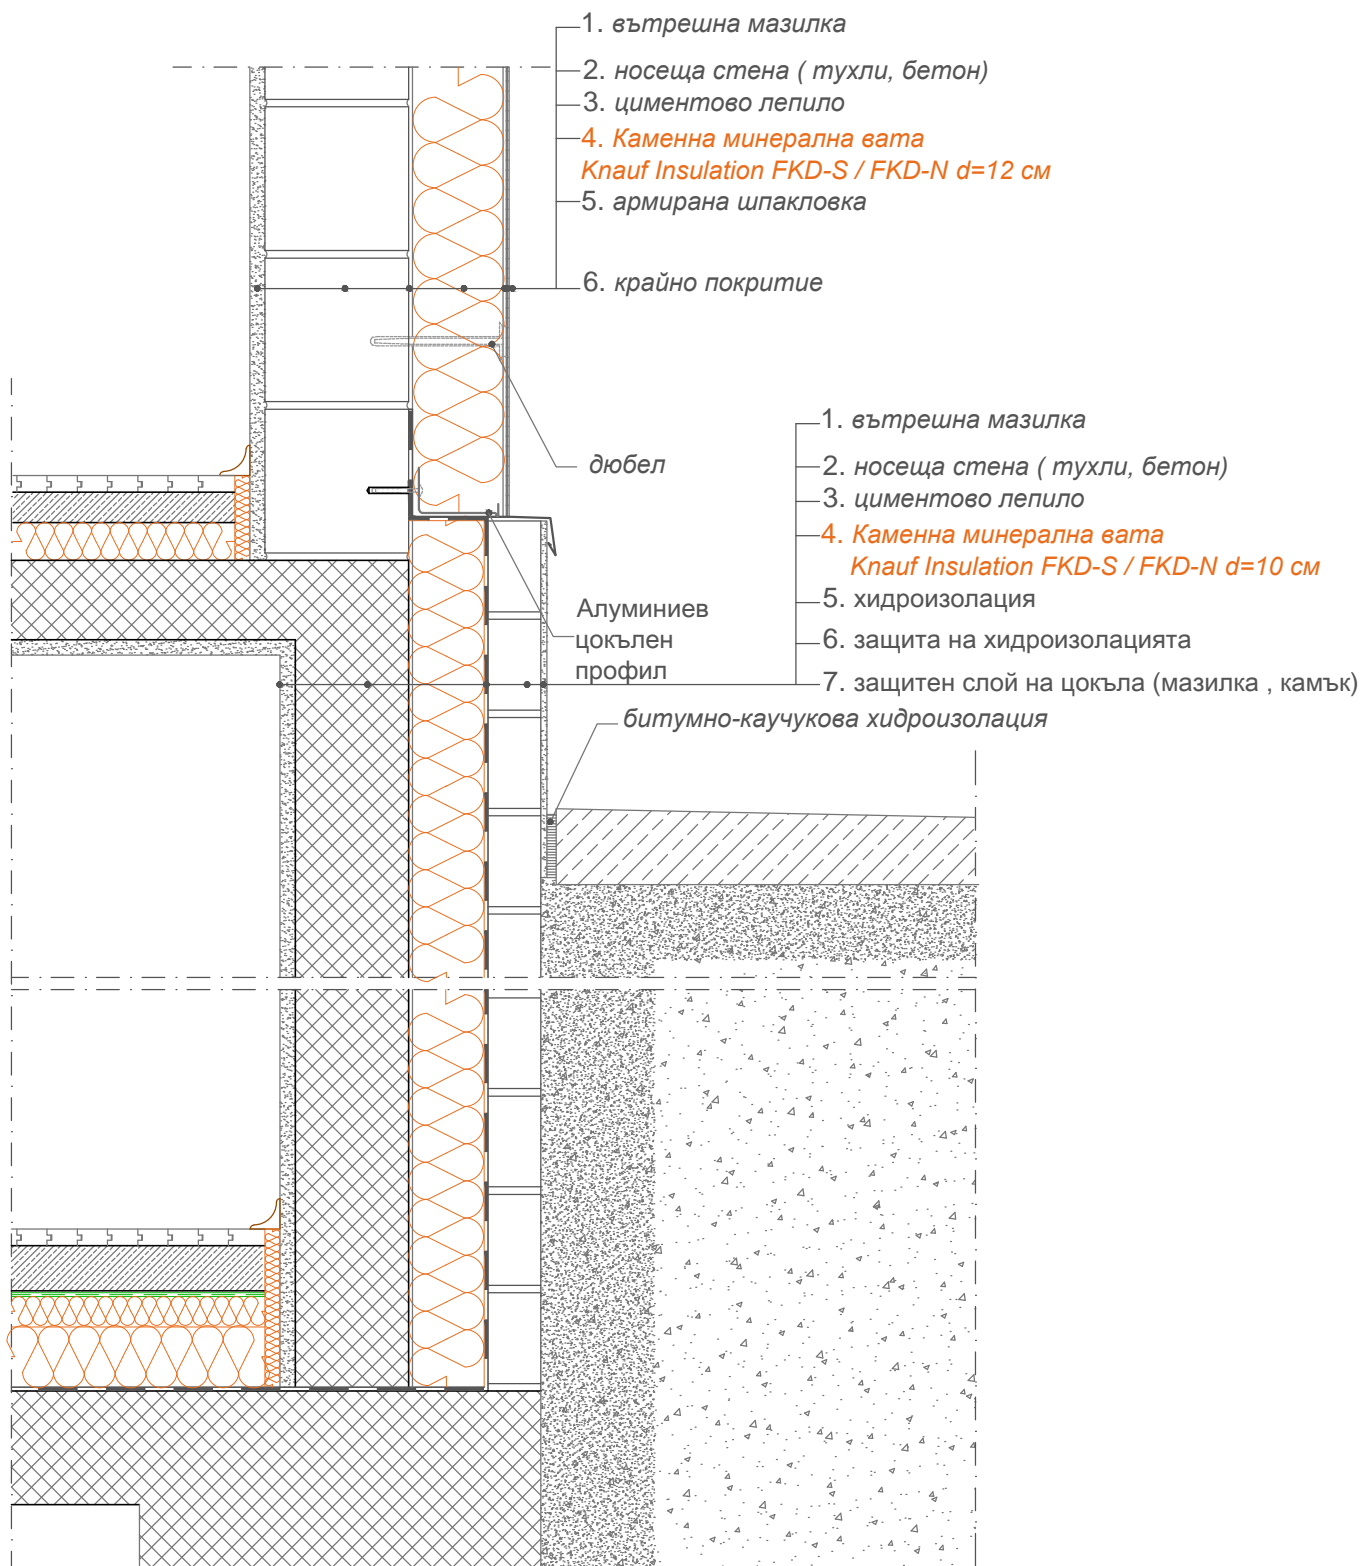 1. вътрешна мазилка
2. носеща стена ( тухли, бетон)
3. циментово лепило
4. Каменна минерална вата
Knauf Insulation FKD-S / FKD-N d=12 см
5. армирана шпакловка
6. крайно покритие
дюбел
1. вътрешна мазилка
2. носеща стена ( тухли, бетон)
3. циментово лепило
4. Каменна минерална вата
Knauf Insulation FKD-S / FKD-N d=10 см
5. хидроизолация
6. защита на хидроизолацията
7. защитен слой на цокъла (мазилка , камък)
Алуминиев
цокълен
профил
битумно-каучукова хидроизолация